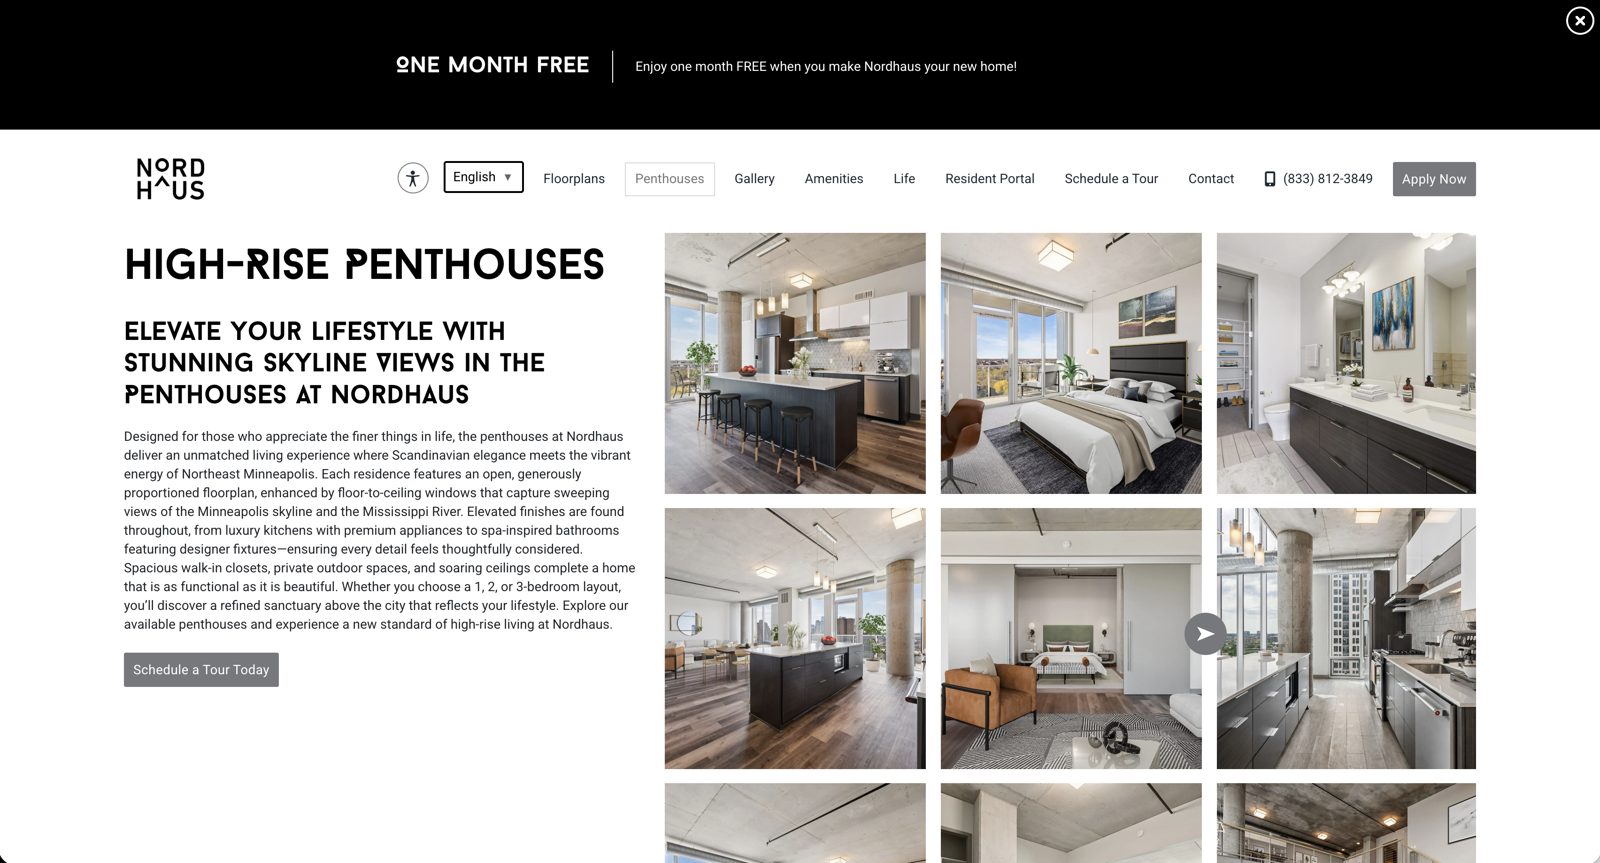 ONE MONTH FREE
Enjoy one month FREE when you make Nordhaus your new home!
NORD
HAUS
English ▼
Floorplans
Penthouses
Gallery
Amenities
Life
Resident Portal
Schedule a Tour
Contact
(833) 812-3849
Apply Now
HIGH-RISE PENTHOUSES
ELEVATE YOUR LIFESTYLE WITH
STUNNING SKYLINE VIEWS IN THE
PENTHOUSES AT NORDHAUS
Designed for those who appreciate the finer things in life, the penthouses at Nordhaus
deliver an unmatched living experience where Scandinavian elegance meets the vibrant
energy of Northeast Minneapolis. Each residence features an open, generously
proportioned floorplan, enhanced by floor-to-ceiling windows that capture sweeping
views of the Minneapolis skyline and the Mississippi River. Elevated finishes are found
throughout, from luxury kitchens with premium appliances to spa-inspired bathrooms
featuring designer fixtures—ensuring every detail feels thoughtfully considered.
Spacious walk-in closets, private outdoor spaces, and soaring ceilings complete a home
that is as functional as it is beautiful. Whether you choose a 1, 2, or 3-bedroom layout,
you’ll discover a refined sanctuary above the city that reflects your lifestyle. Explore our
available penthouses and experience a new standard of high-rise living at Nordhaus.
Schedule a Tour Today